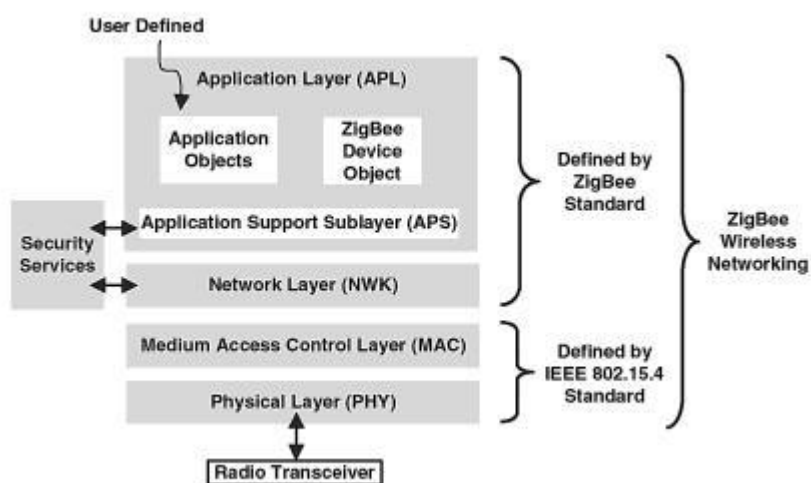 User Defined
Application Layer (APL)
Application
Objects
ZigBee
Device
Object
Application Support Sublayer (APS)
Security
Services
Network Layer (NWK)
Medium Access Control Layer (MAC)
Physical Layer (PHY)
Radio Transceiver
Defined by
ZigBee
Standard
Defined by
IEEE 802.15.4
Standard
ZigBee
Wireless
Networking